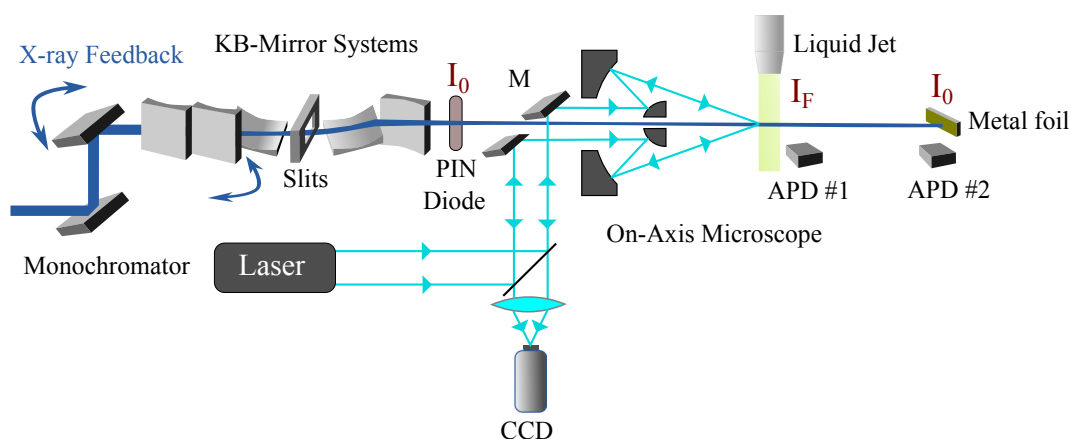 KB-Mirror Systems
X-ray Feedback
Liquid Jet
I₀
M
I_F
I₀
Metal foil
Slits
PIN
Diode
APD #1
APD #2
On-Axis Microscope
Monochromator
Laser
CCD